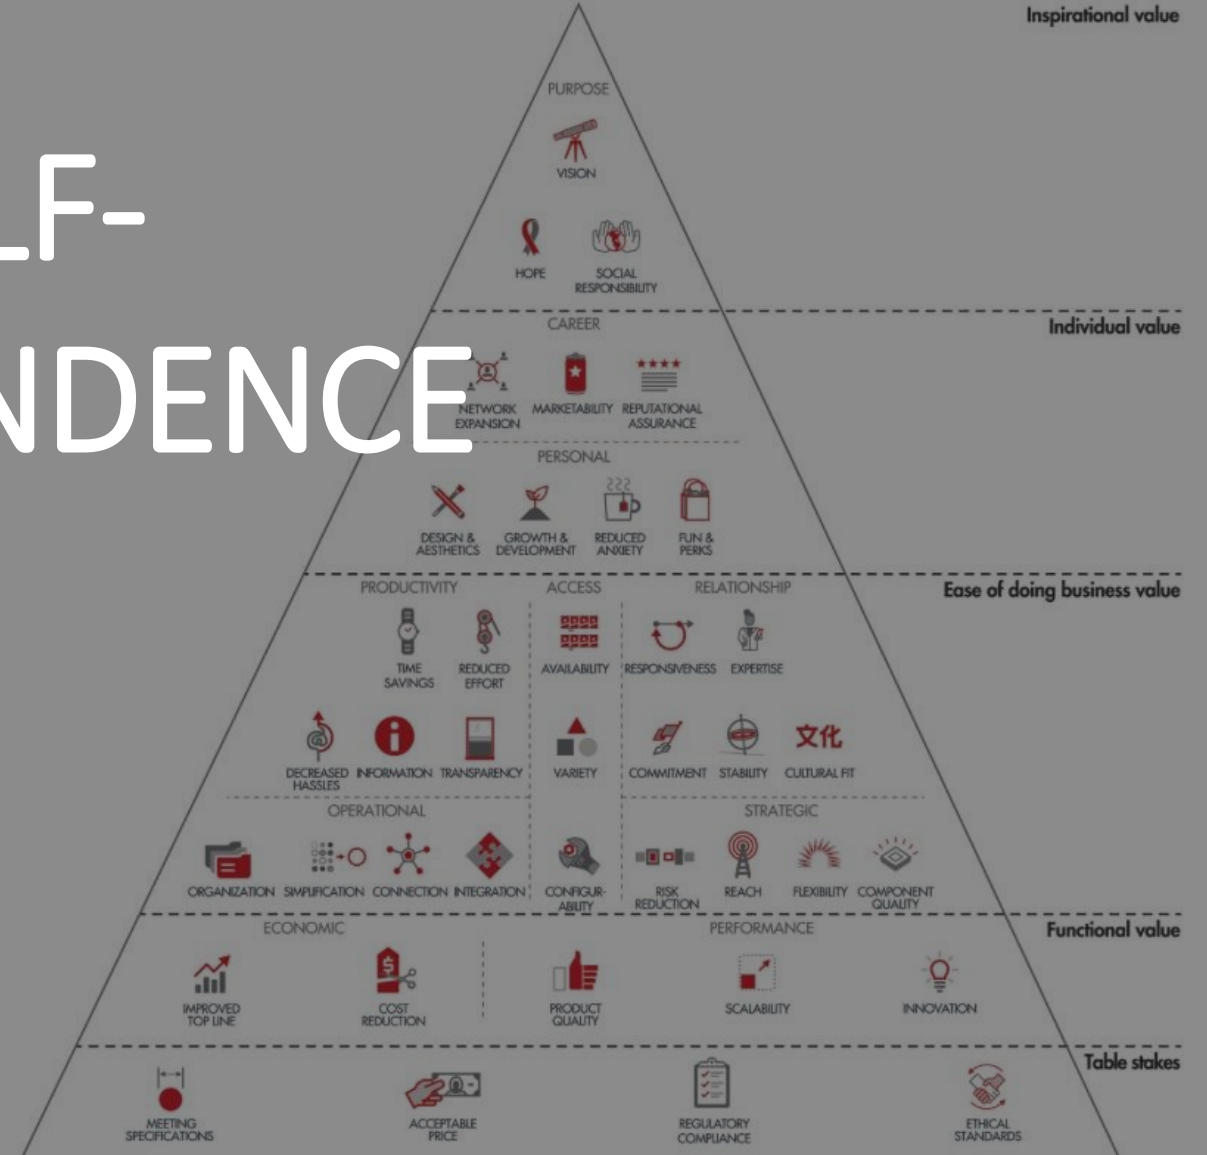 Inspirational value
PURPOSE
VISION
LF-
HOPE
SOCIAL
RESPONSIBILITY
Individual value
CAREER
NDENCE
NETWORK
EXPANSION
MARKETABILITY
REPUTATIONAL
ASSURANCE
PERSONAL
DESIGN &
AESTHETICS
GROWTH &
DEVELOPMENT
REDUCED
ANXIETY
FUN &
PERKS
Ease of doing business value
PRODUCTIVITY
ACCESS
RELATIONSHIP
TIME
SAVINGS
REDUCED
EFFORT
AVAILABILITY
RESPONSIVENESS
EXPERTISE
文化
DECREASED
HASSLES
INFORMATION
TRANSPARENCY
VARIETY
COMMITMENT
STABILITY
CULTURAL FIT
OPERATIONAL
STRATEGIC
ORGANIZATION
SIMPLIFICATION
CONNECTION
INTEGRATION
CONFIGUR-
ABILITY
RISK
REDUCTION
REACH
FLEXIBILITY
COMPONENT
QUALITY
Functional value
ECONOMIC
PERFORMANCE
IMPROVED
TOP LINE
COST
REDUCTION
PRODUCT
QUALITY
SCALABILITY
INNOVATION
Table stakes
MEETING
SPECIFICATIONS
ACCEPTABLE
PRICE
REGULATORY
COMPLIANCE
ETHICAL
STANDARDS